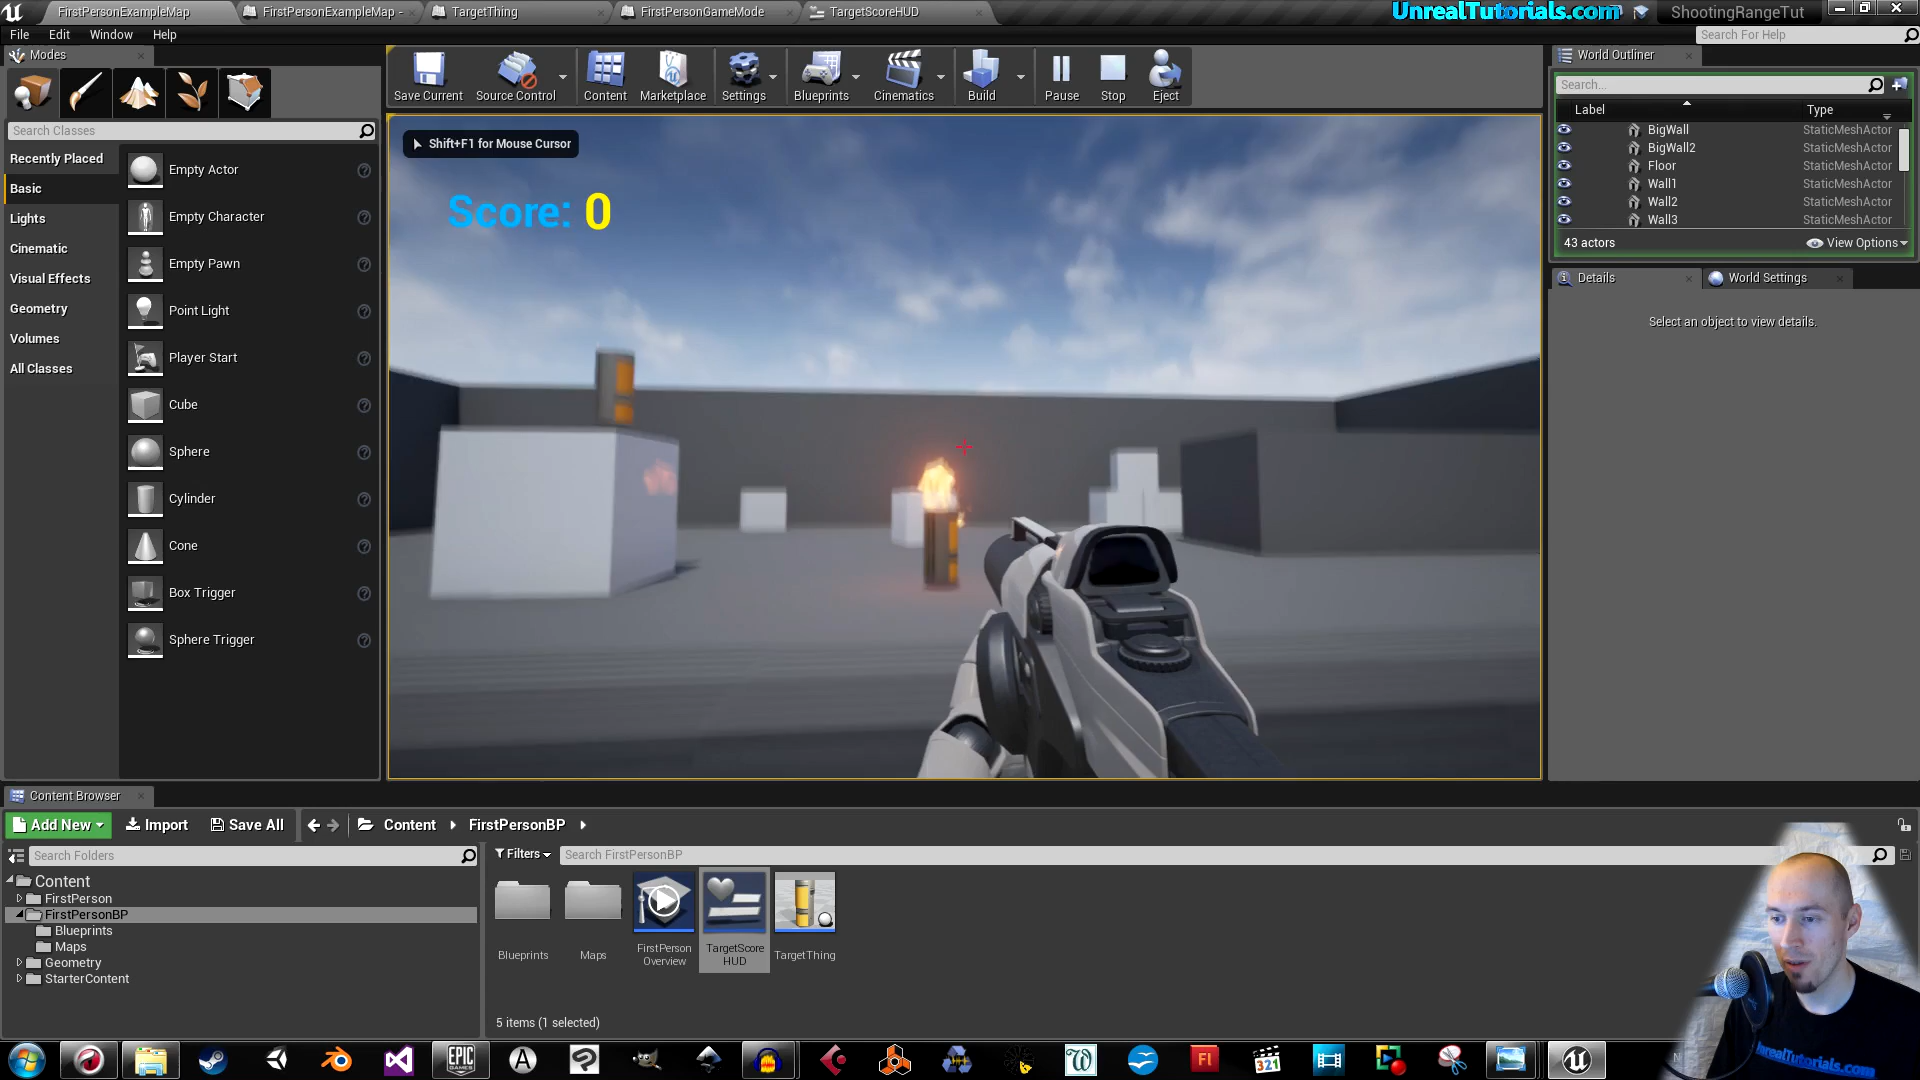 FirstPersonExampleMap
FirstPersonExampleMap -
TargetThing
FirstPersonGameMode
TargetScoreHUD
UnrealTutorials.com
ShootingRangeTut
File
Edit
Window
Help
Search For Help
Modes
Search Classes
Recently Placed
Basic
Lights
Cinematic
Visual Effects
Geometry
Volumes
All Classes
Empty Actor
Empty Character
Empty Pawn
Point Light
Player Start
Cube
Sphere
Cylinder
Cone
Box Trigger
Sphere Trigger
Save Current
Source Control
Content
Marketplace
Settings
Blueprints
Cinematics
Build
Pause
Stop
Eject
Shift+F1 for Mouse Cursor
Score: 0
World Outliner
Search...
Label
Type
BigWall StaticMeshActor
BigWall2 StaticMeshActor
Floor StaticMeshActor
Wall1 StaticMeshActor
Wall2 StaticMeshActor
Wall3 StaticMeshActor
43 actors
View Options
Details
World Settings
Select an object to view details.
Content Browser
Add New
Import
Save All
Content
FirstPersonBP
Search Folders
Filters
Search FirstPersonBP
Content
FirstPerson
FirstPersonBP
Blueprints
Maps
Geometry
StarterContent
Blueprints
Maps
FirstPerson
Overview
TargetScore
HUD
TargetThing
5 items (1 selected)
EPIC
GAMES
Fl
321
UnrealTutorials.com